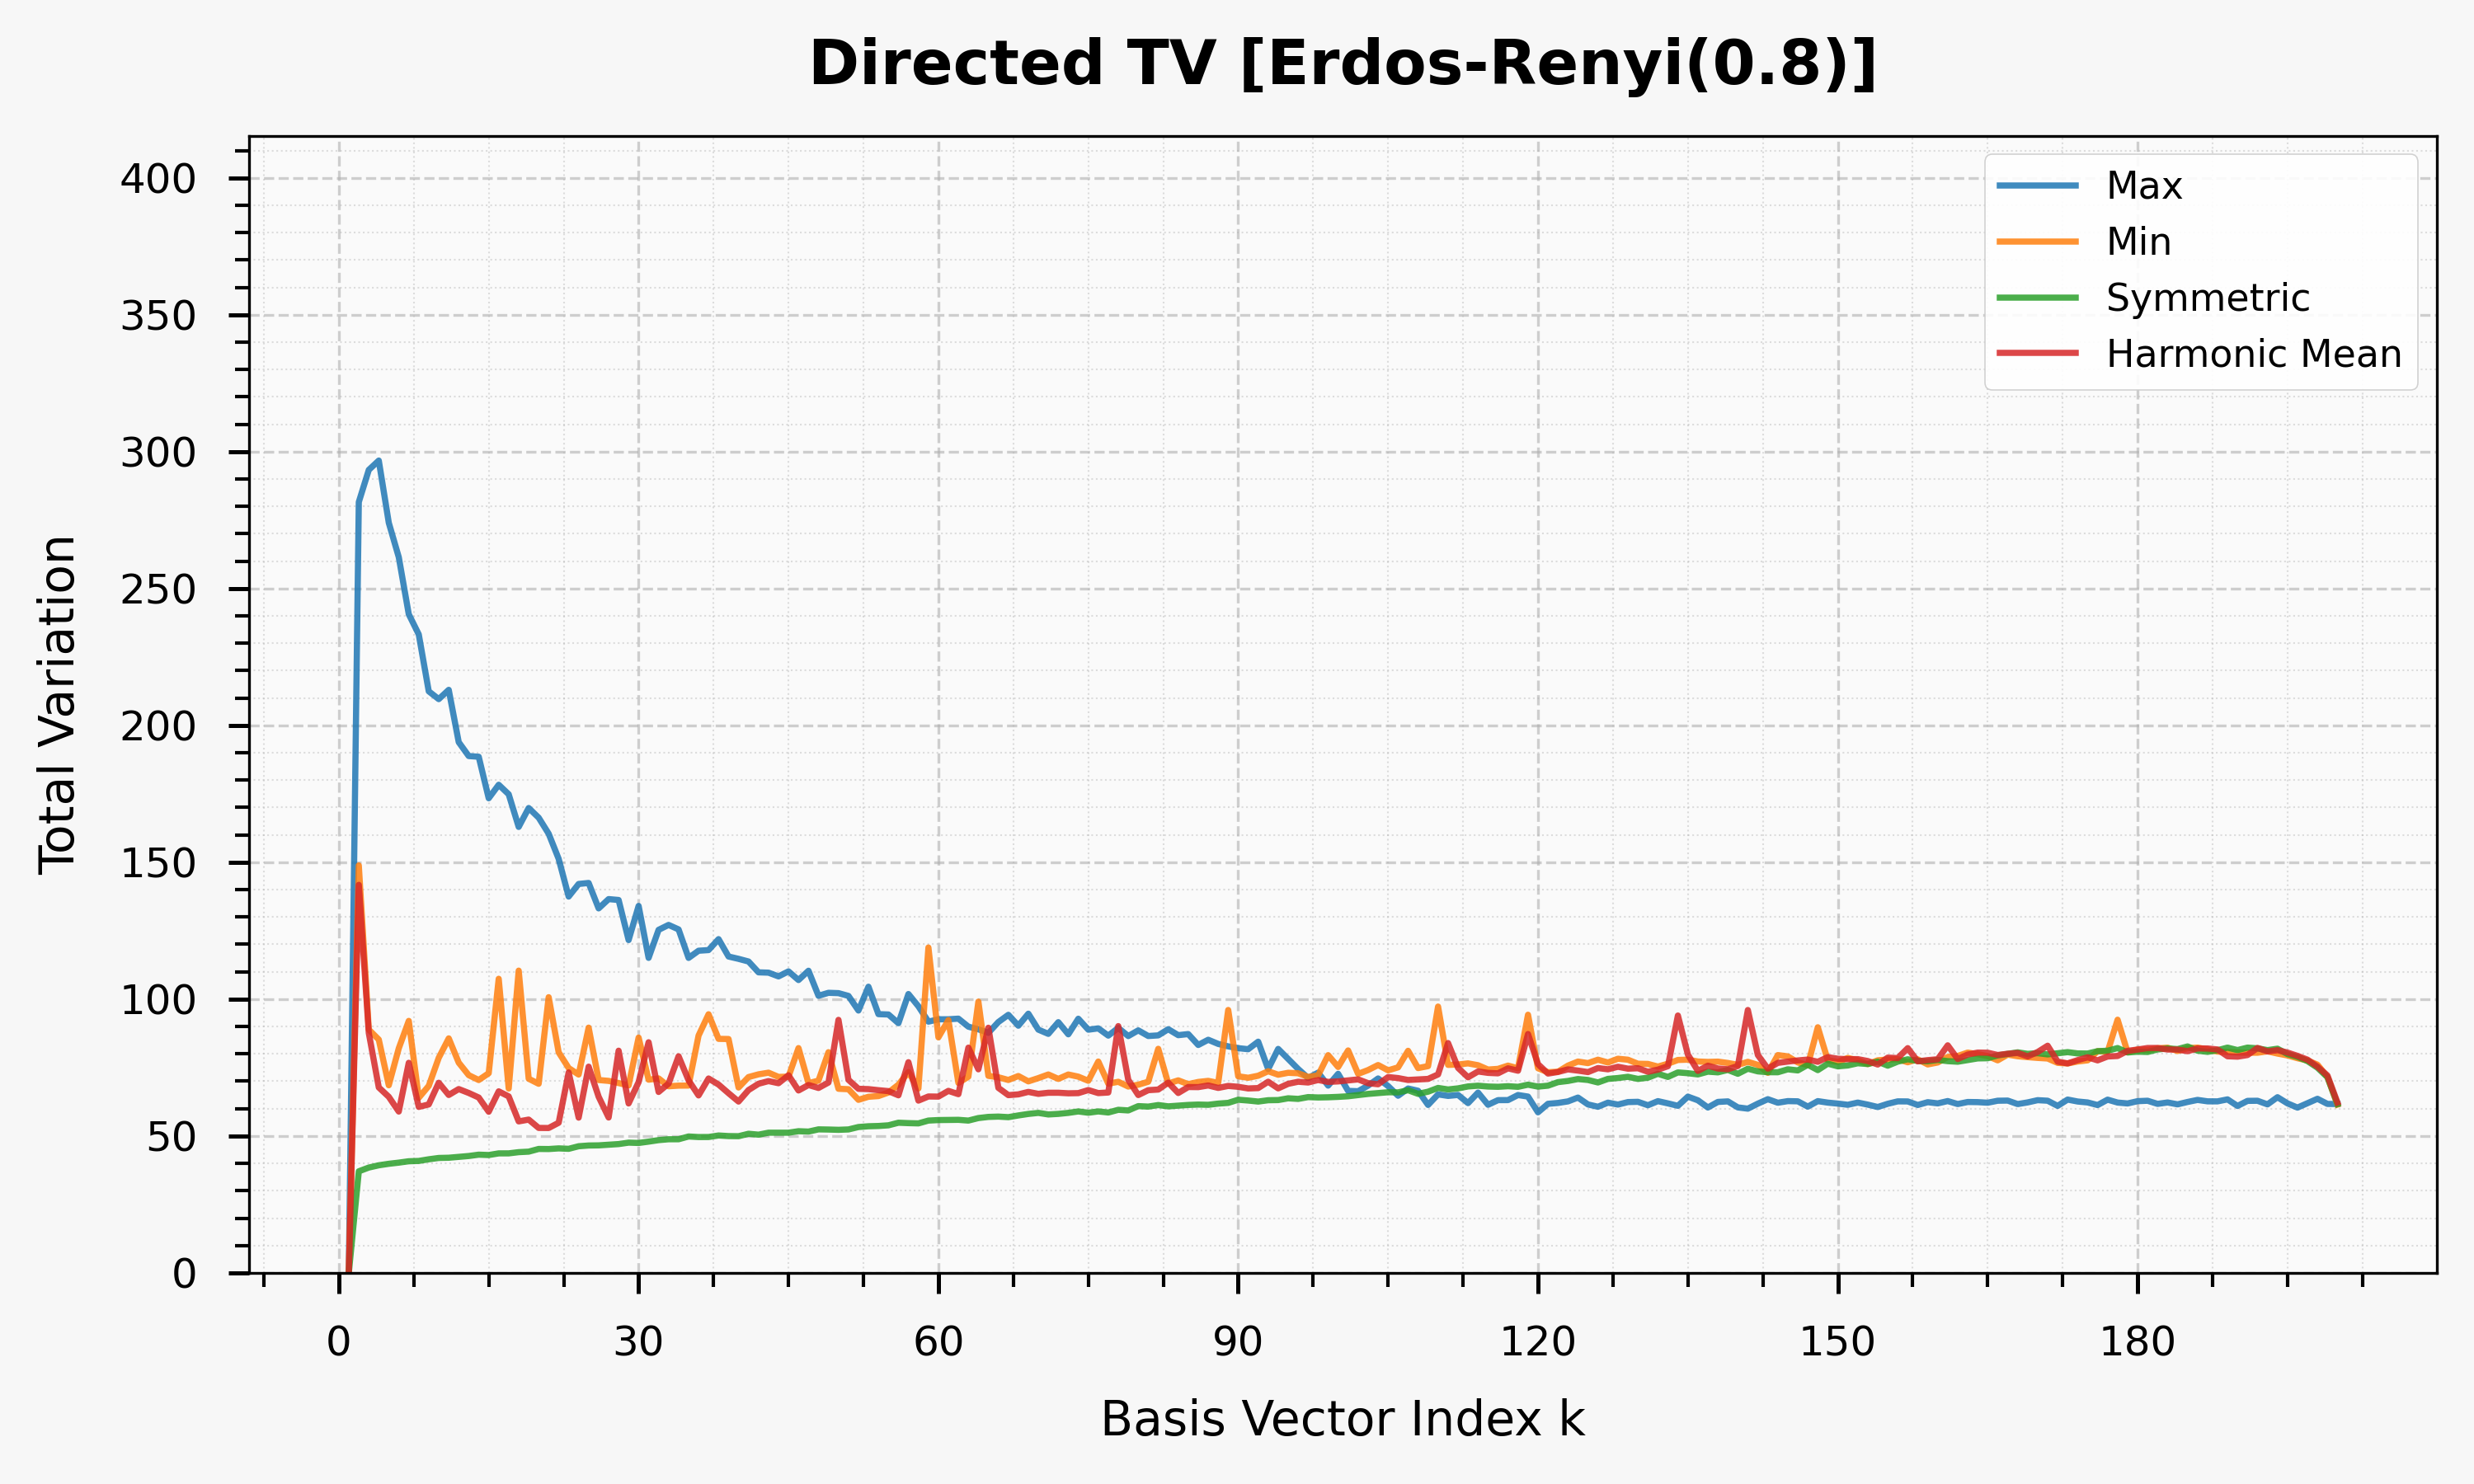 Directed TV [Erdos-Renyi(0.8)]
400
350
300
250
200
150
100
50
0
Total Variation
Max
Min
Symmetric
Harmonic Mean
0 30 60 90 120 150 180
Basis Vector Index k